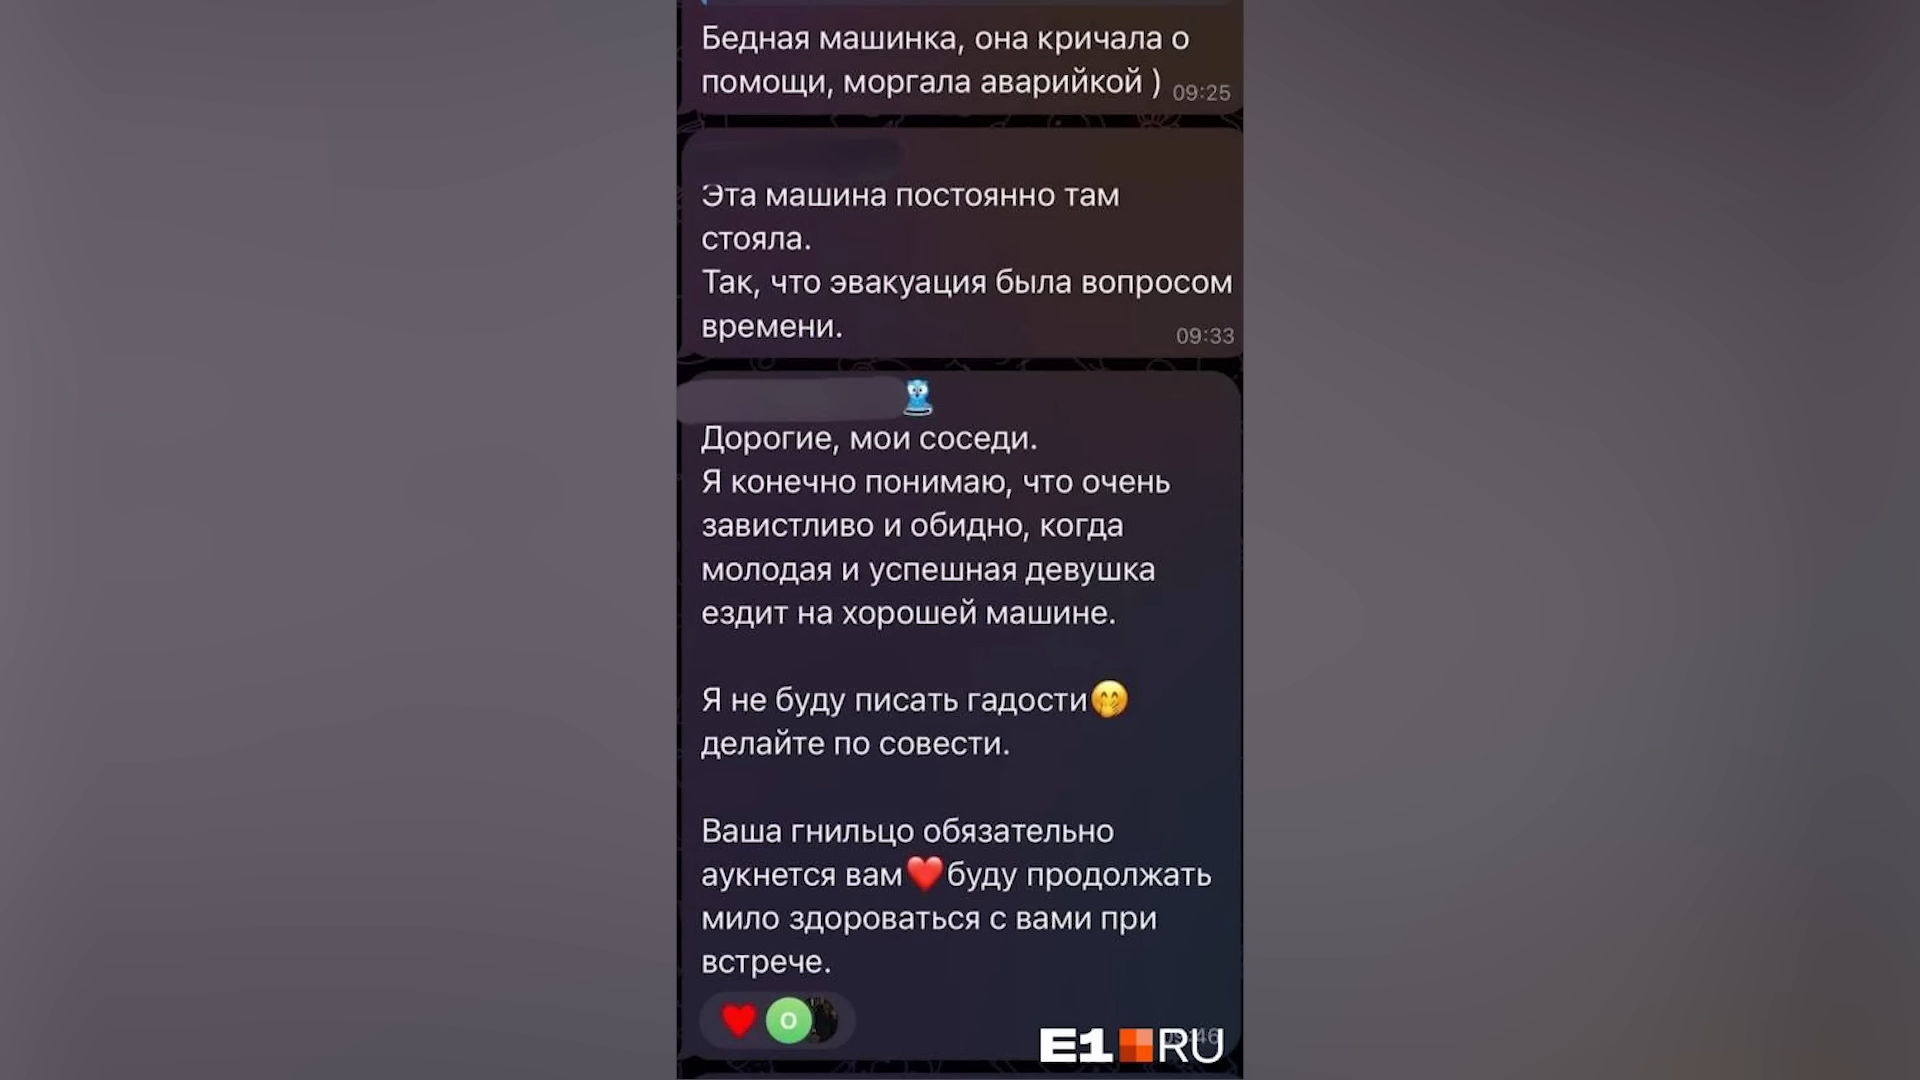 Бедная машинка, она кричала о
помощи, моргала аварийкой )
09:25
Эта машина постоянно там
стояла.
Так, что эвакуация была вопросом
времени.
09:33
Дорогие, мои соседи.
Я конечно понимаю, что очень
завистливо и обидно, когда
молодая и успешная девушка
ездит на хорошей машине.
Я не буду писать гадости🤭
делайте по совести.
Ваша гнильцо обязательно
аукнется вам❤️буду продолжать
мило здороваться с вами при
встрече.
О
09:46
E1 RU